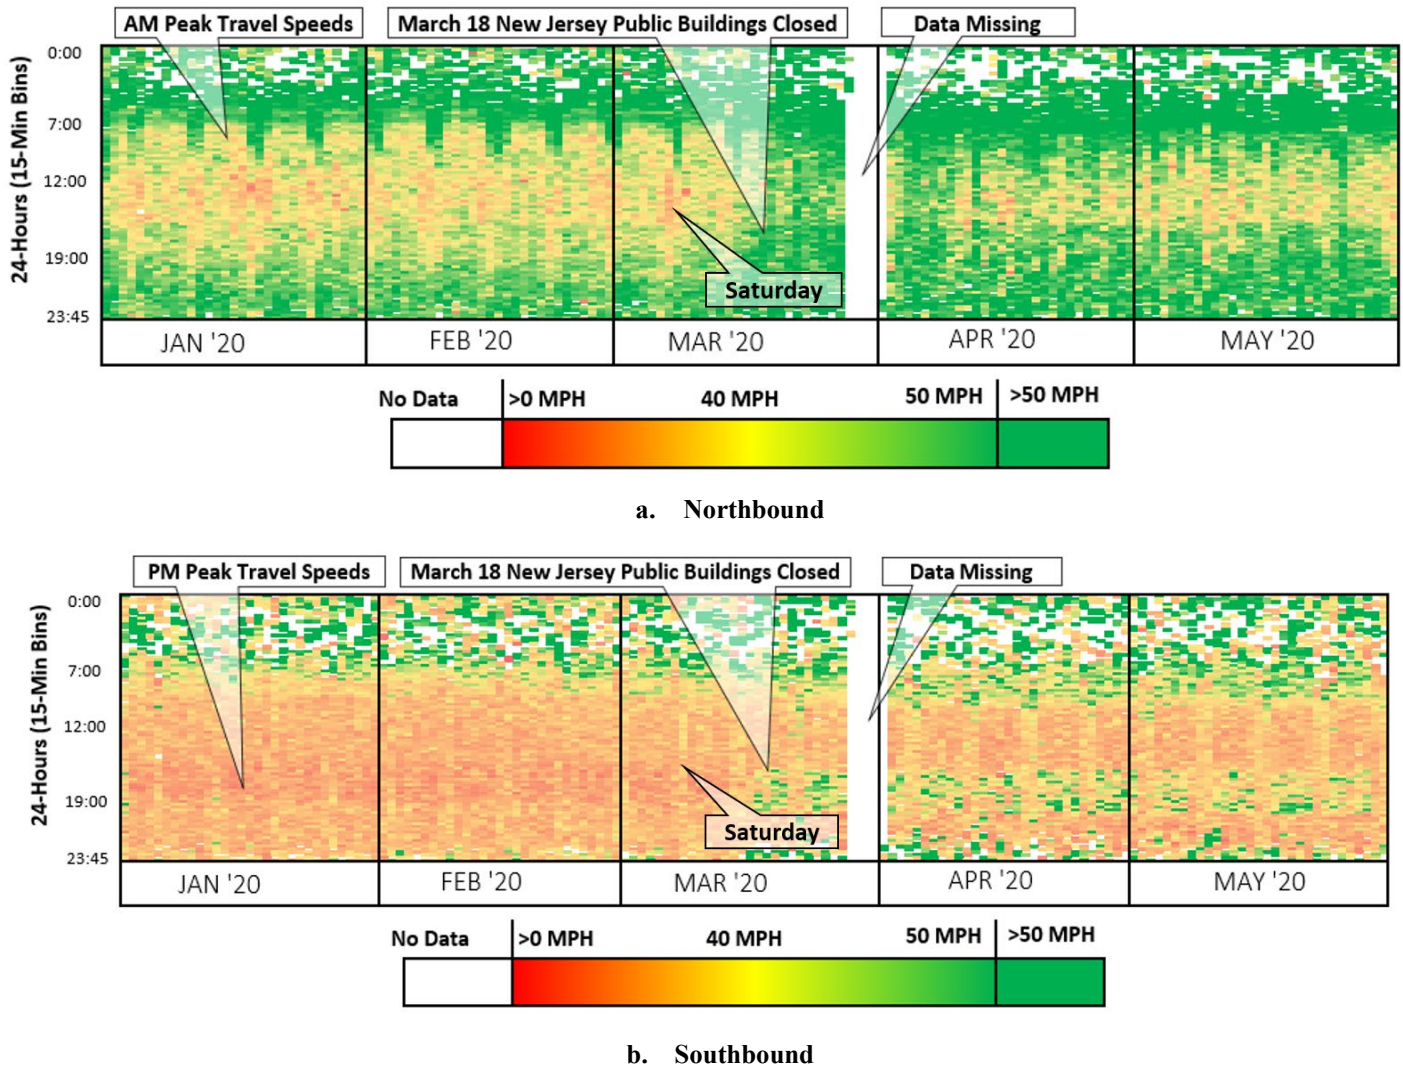 AM Peak Travel Speeds
March 18 New Jersey Public Buildings Closed
Data Missing
24-Hours (15-Min Bins)
0:00
7:00
12:00
19:00
23:45
Saturday
JAN '20
FEB '20
MAR '20
APR '20
MAY '20
No Data
>0 MPH
40 MPH
50 MPH
>50 MPH
a. Northbound
PM Peak Travel Speeds
March 18 New Jersey Public Buildings Closed
Data Missing
24-Hours (15-Min Bins)
0:00
7:00
12:00
19:00
23:45
Saturday
JAN '20
FEB '20
MAR '20
APR '20
MAY '20
No Data
>0 MPH
40 MPH
50 MPH
>50 MPH
b. Southbound